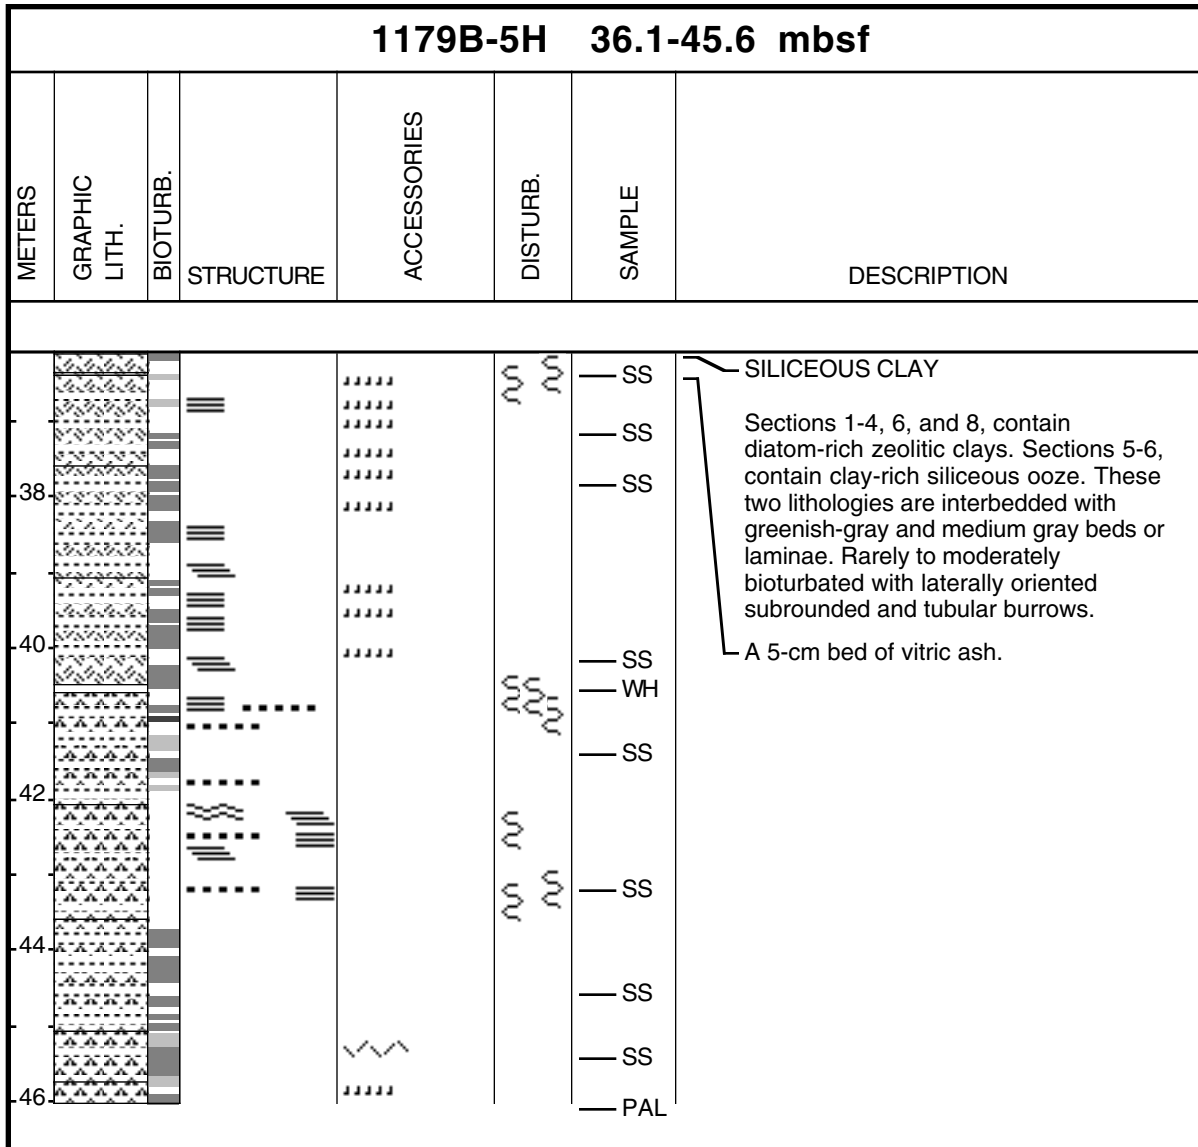 1179B-5H 36.1-45.6 mbsf
METERS
GRAPHIC
LITH.
BIOTURB.
STRUCTURE
ACCESSORIES
DISTURB.
SAMPLE
DESCRIPTION
38
40
42
44
46
SS
SS
SS
SS
WH
SS
SS
SS
SS
PAL
SILICEOUS CLAY
Sections 1-4, 6, and 8, contain
diatom-rich zeolitic clays. Sections 5-6,
contain clay-rich siliceous ooze. These
two lithologies are interbedded with
greenish-gray and medium gray beds or
laminae. Rarely to moderately
bioturbated with laterally oriented
subrounded and tubular burrows.
A 5-cm bed of vitric ash.